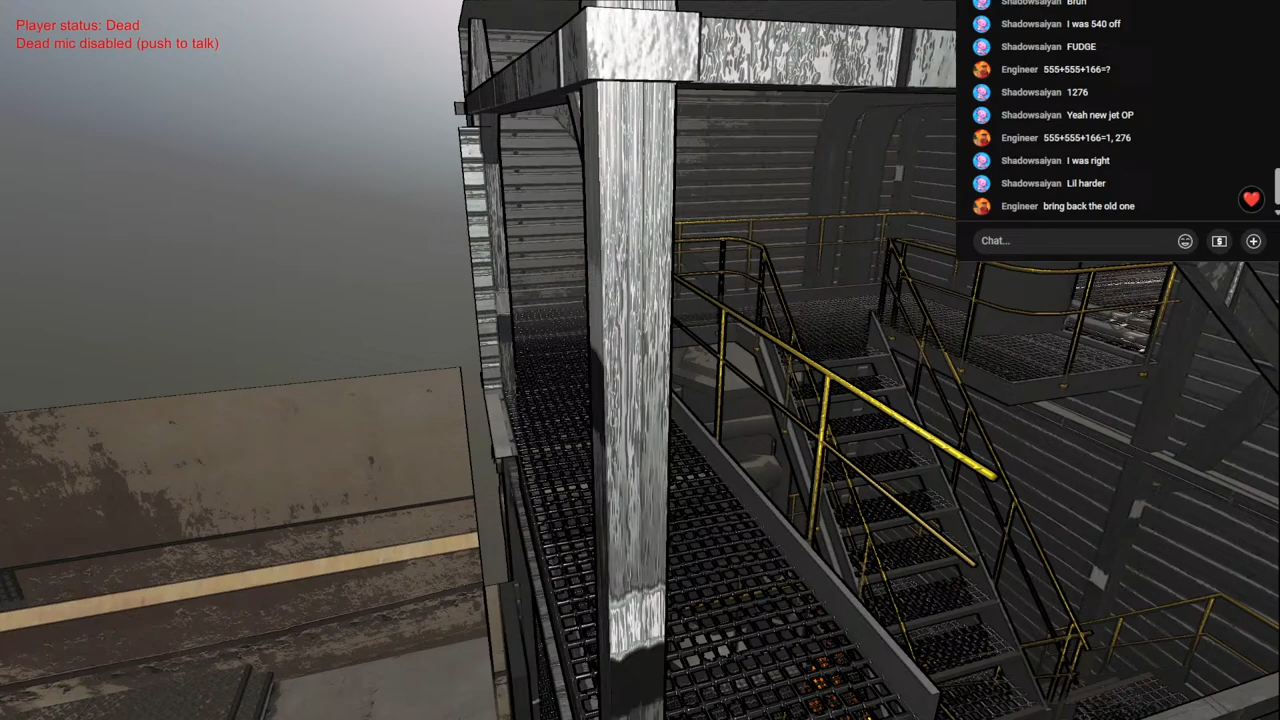 Player status: Dead
Dead mic disabled (push to talk)
Shadowsaiyan Bruh
Shadowsaiyan I was 540 off
Shadowsaiyan FUDGE
Engineer 555+555+166=?
Shadowsaiyan 1276
Shadowsaiyan Yeah new jet OP
Engineer 555+555+166=1, 276
Shadowsaiyan I was right
Shadowsaiyan Lil harder
Engineer bring back the old one
Chat...